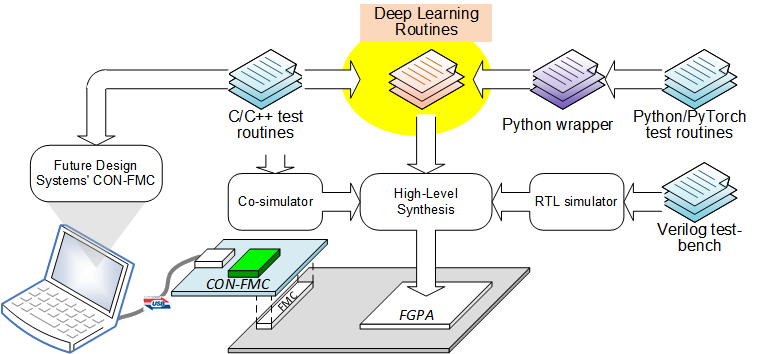 Deep Learning
Routines
C/C++ test
routines
Python wrapper
Python/PyTorch
test routines
Future Design
Systems' CON-FMC
Co-simulator
High-Level
Synthesis
RTL simulator
Verilog test-
bench
CON-FMC
USB
FMC
FGPA